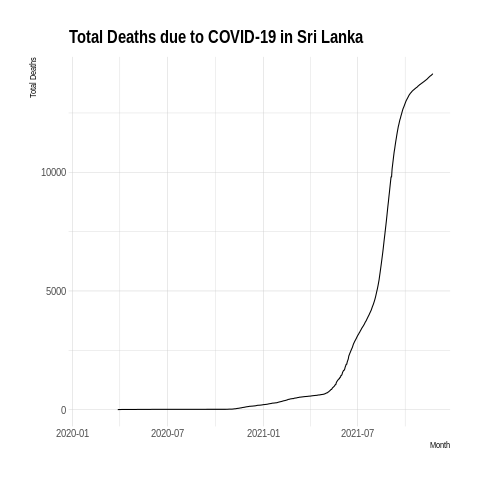 Total Deaths due to COVID-19 in Sri Lanka
Total Deaths
10000
5000
0
2020-01 2020-07 2021-01 2021-07
Month